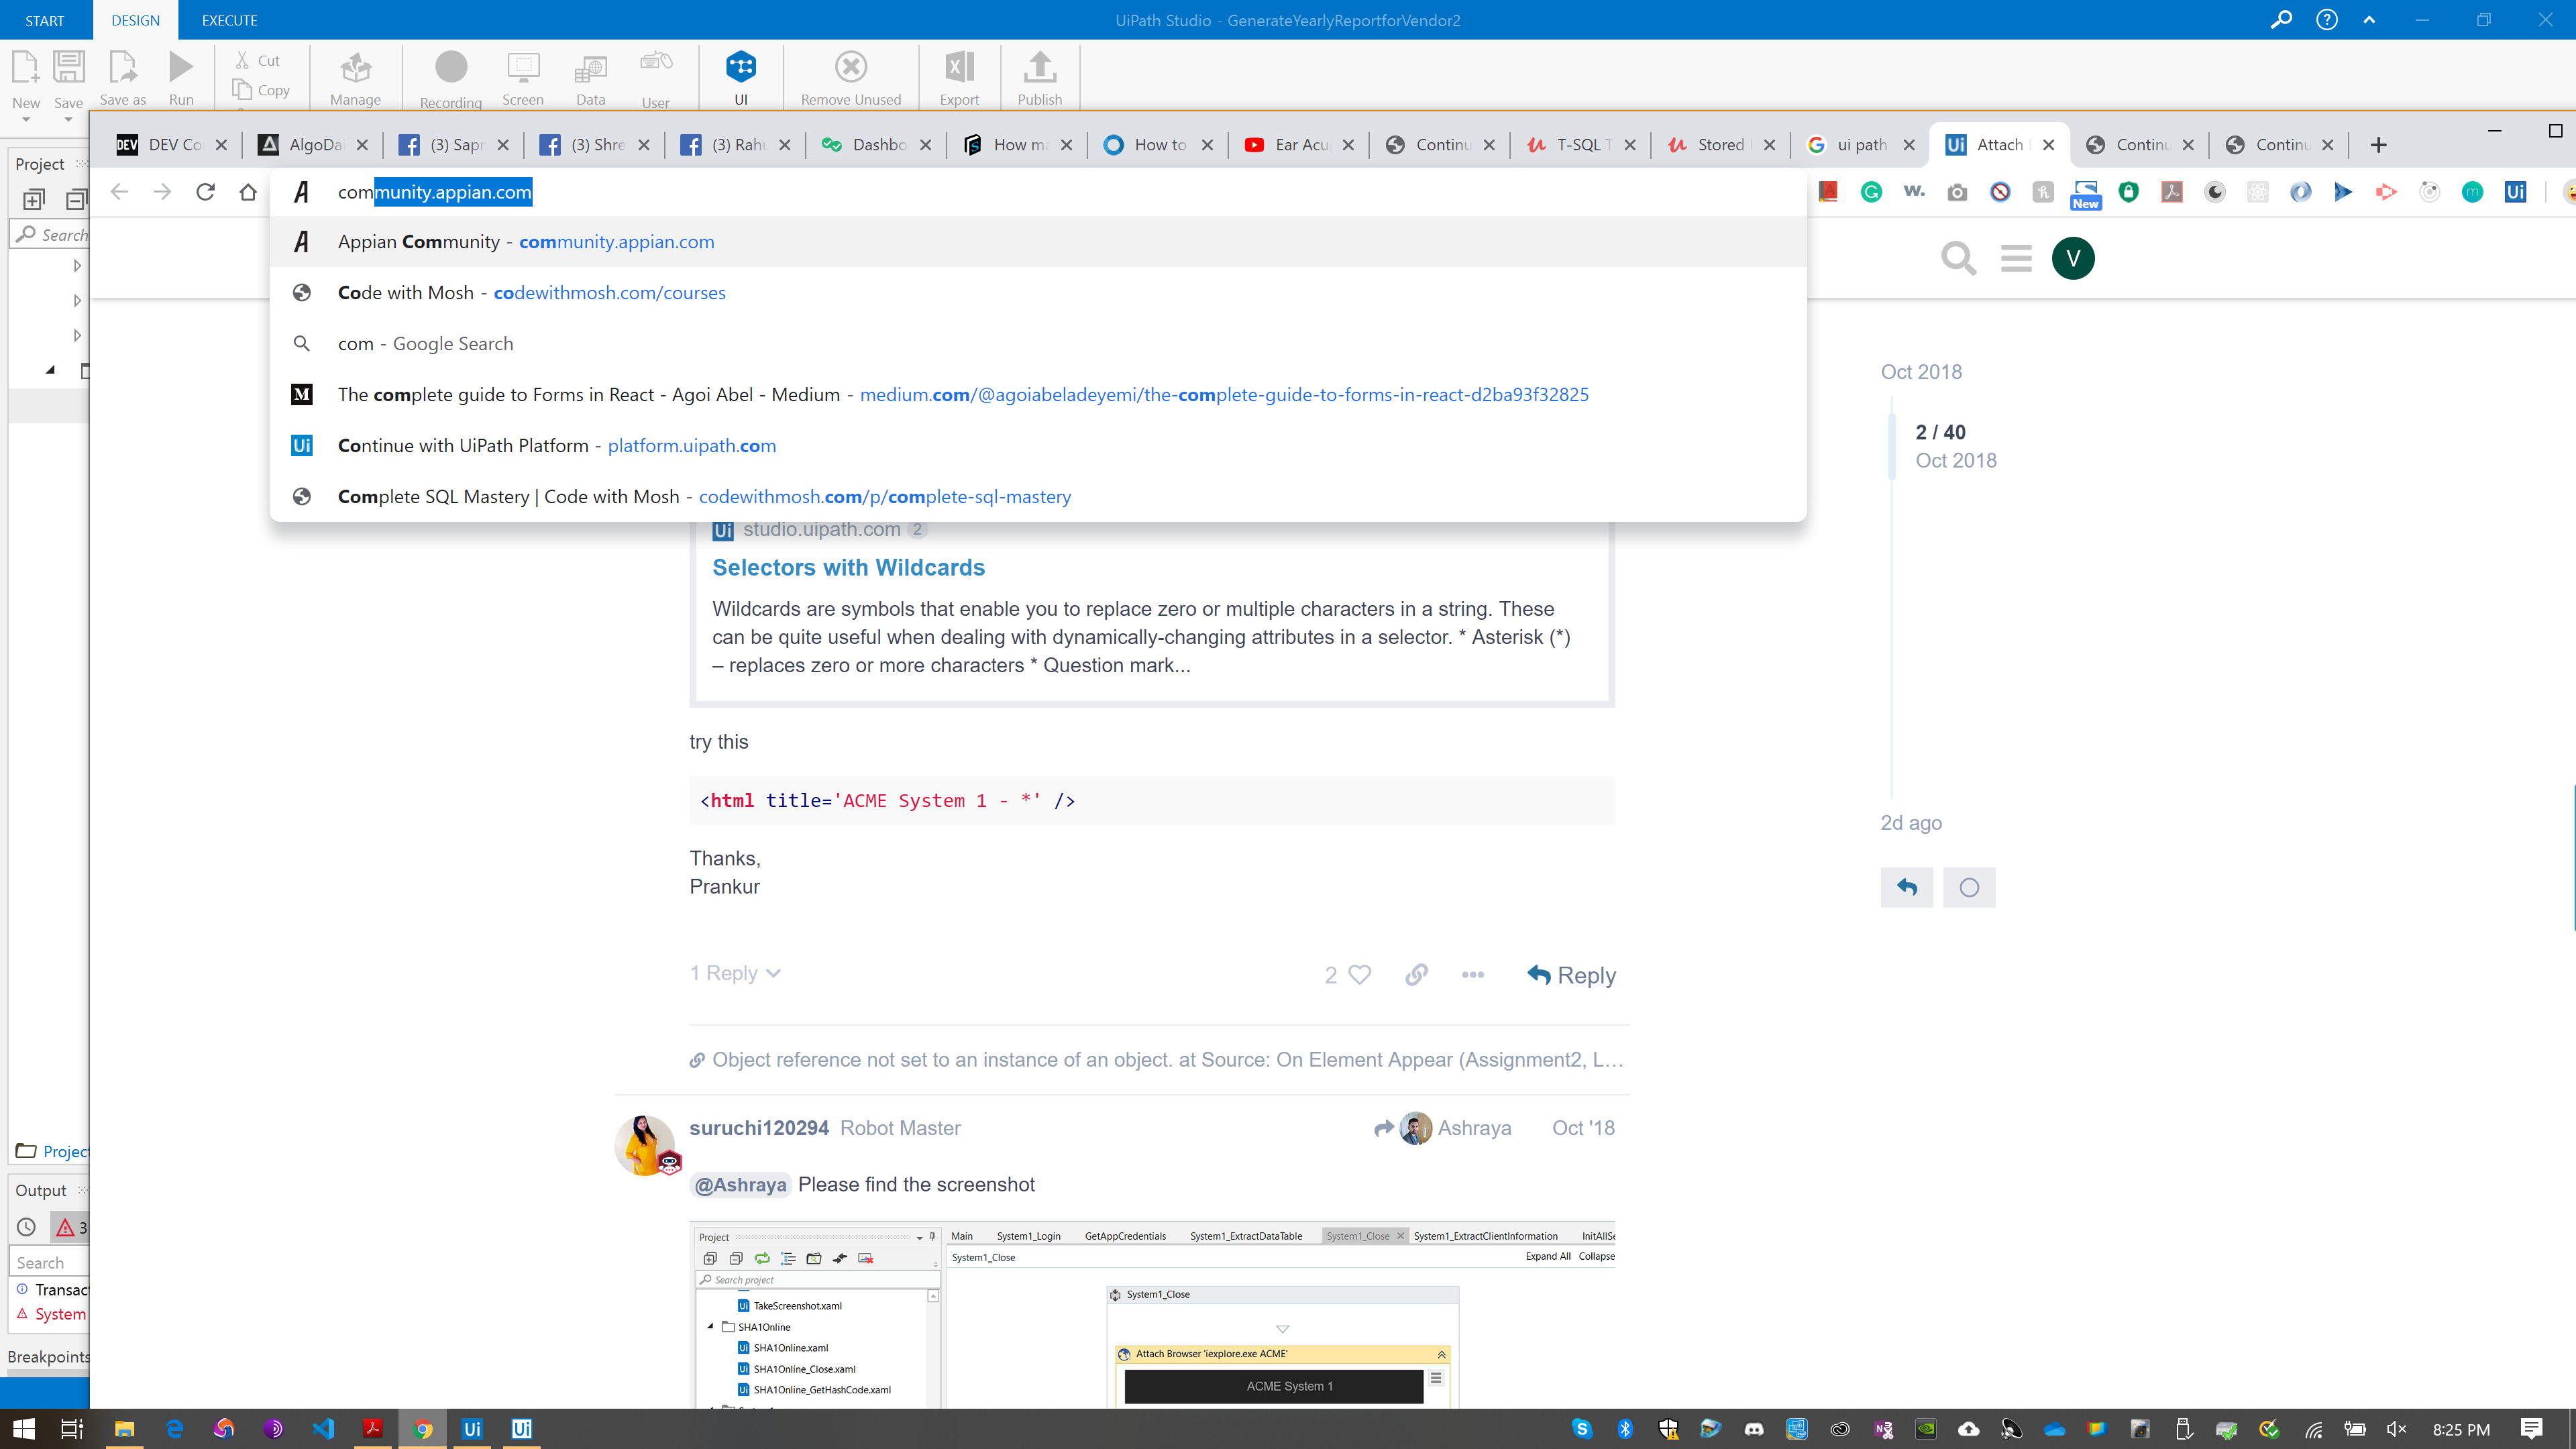 START DESIGN EXECUTE UiPath Studio - GenerateYearlyReportforVendor2
Cut
Copy
New Save Save as Run Manage Recording Screen Data User UI Remove Unused Export Publish
DEV Co AlgoDai (3) Sapr (3) Shre (3) Rahu Dashbo How ma How to Ear Acu Continu T-SQL T Stored ui path Attach Continu Continu
Project
community.appian.com
New
Search
Appian Community - community.appian.com
V
Code with Mosh - codewithmosh.com/courses
com - Google Search
The complete guide to Forms in React - Agoi Abel - Medium - medium.com/@agoiabeladeyemi/the-complete-guide-to-forms-in-react-d2ba93f32825
Continue with UiPath Platform - platform.uipath.com
Complete SQL Mastery | Code with Mosh - codewithmosh.com/p/complete-sql-mastery
Oct 2018
2 / 40
Oct 2018
2d ago
studio.uipath.com 2
Selectors with Wildcards
Wildcards are symbols that enable you to replace zero or multiple characters in a string. These
can be quite useful when dealing with dynamically-changing attributes in a selector. * Asterisk (*)
– replaces zero or more characters * Question mark...
try this
<html title='ACME System 1 - *' />
Thanks,
Prankur
1 Reply 2 Reply
Object reference not set to an instance of an object. at Source: On Element Appear (Assignment2, L…
suruchi120294 Robot Master Ashraya Oct '18
@Ashraya Please find the screenshot
Project Main System1_Login GetAppCredentials System1_ExtractDataTable System1_Close System1_ExtractClientInformation InitAllSe
System1_Close Expand All Collapse
Search project
TakeScreenshot.xaml
SHA1Online
SHA1Online.xaml
SHA1Online_Close.xaml
SHA1Online_GetHashCode.xaml
System1_Close
Attach Browser 'iexplore.exe ACME'
ACME System 1
Project
Output
3
Search
Transac
System
Breakpoints
8:25 PM